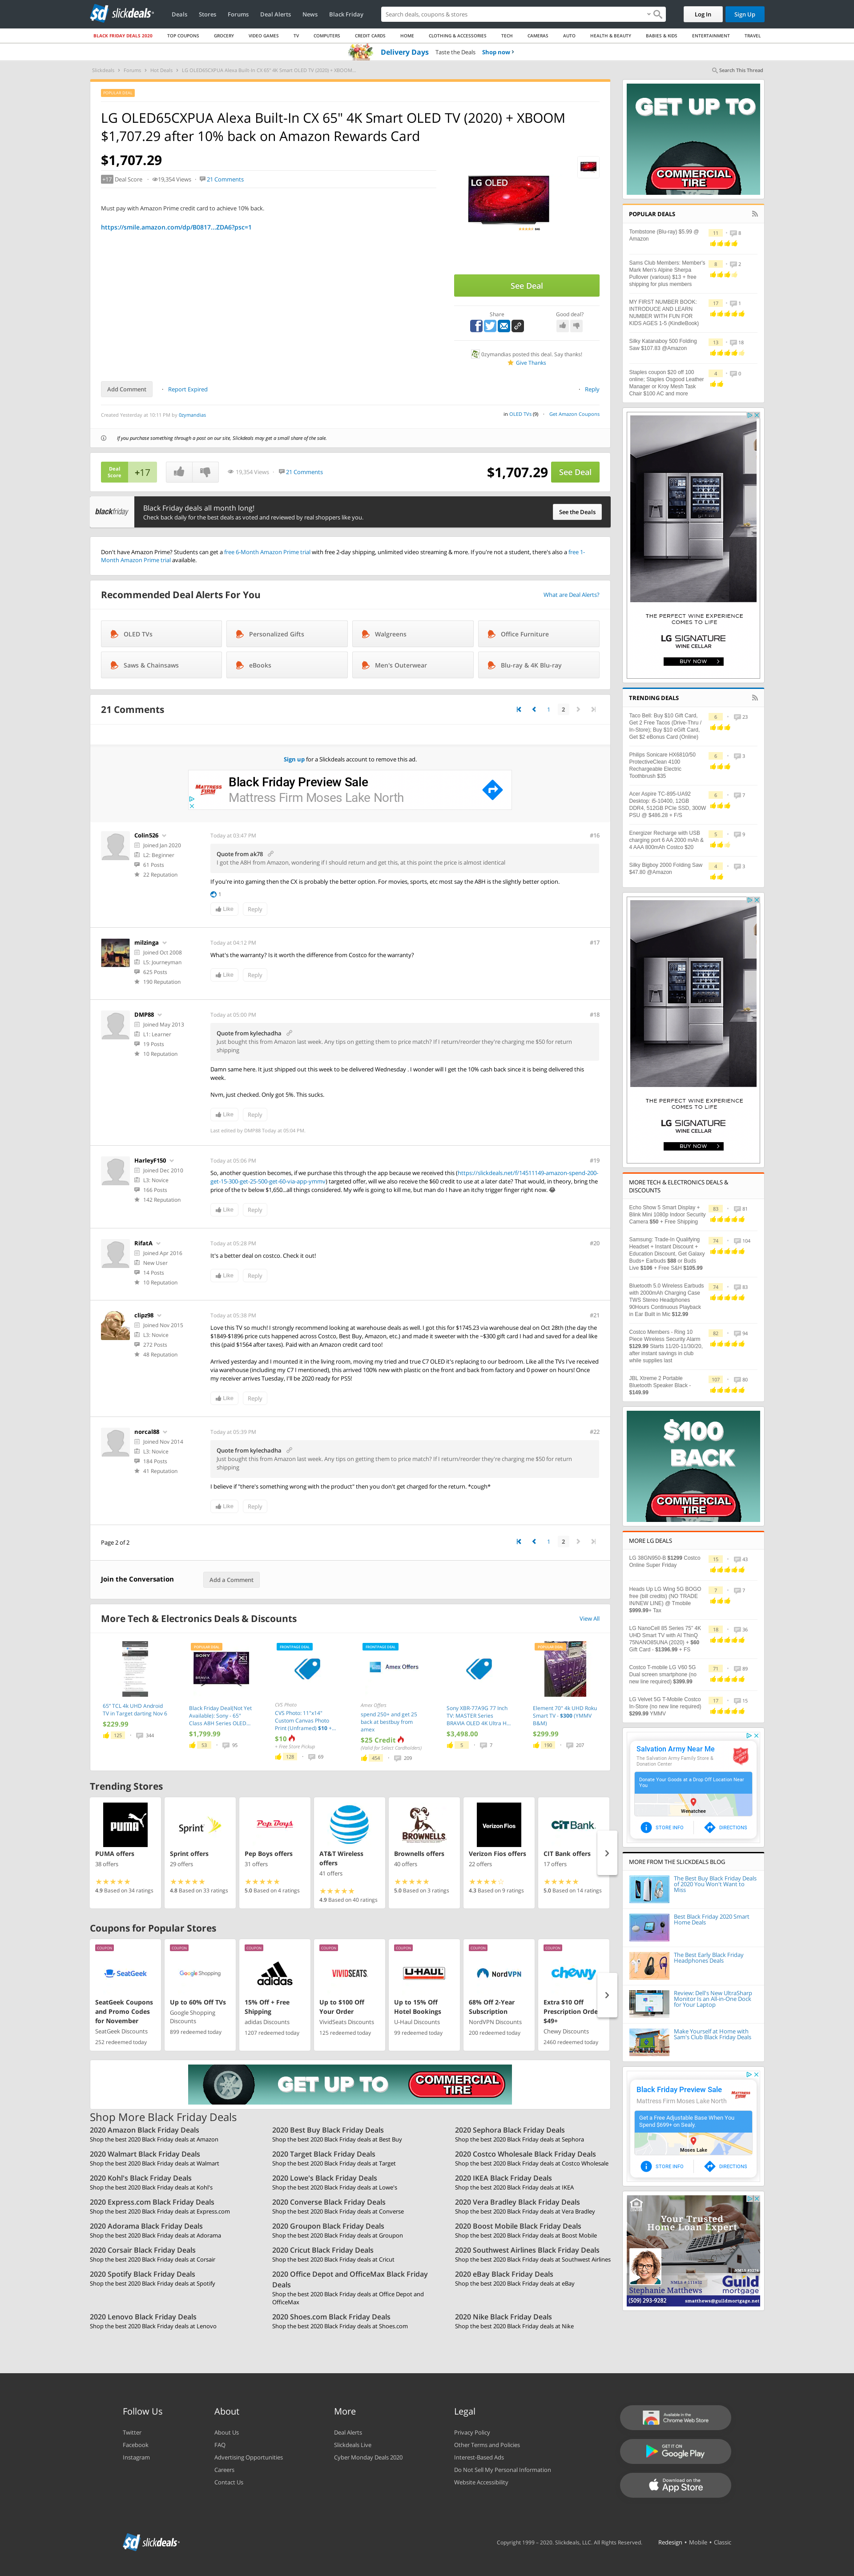 slickdeals
Deals Stores Forums Deal Alerts News Black Friday
Search deals, coupons & stores
Log In Sign Up
BLACK FRIDAY DEALS 2020 TOP COUPONS GROCERY VIDEO GAMES TV COMPUTERS CREDIT CARDS HOME CLOTHING & ACCESSORIES TECH CAMERAS AUTO HEALTH & BEAUTY BABIES & KIDS ENTERTAINMENT TRAVEL
Delivery Days Taste the Deals Shop now
Slickdeals Forums Hot Deals LG OLED65CXPUA Alexa Built-In CX 65" 4K Smart OLED TV (2020) + XBOOM...
Search This Thread
POPULAR DEAL
LG OLED65CXPUA Alexa Built-In CX 65" 4K Smart OLED TV (2020) + XBOOM
$1,707.29 after 10% back on Amazon Rewards Card
$1,707.29
+17 Deal Score 19,354 Views 21 Comments
Must pay with Amazon Prime credit card to achieve 10% back.
https://smile.amazon.com/dp/B0817...ZDA6?psc=1
LG OLED
See Deal
Share Good deal?
0zymandias posted this deal. Say thanks!
Give Thanks
Add Comment Report Expired Reply
Created Yesterday at 10:11 PM by 0zymandias
in OLED TVs (9) Get Amazon Coupons
If you purchase something through a post on our site, Slickdeals may get a small share of the sale.
Deal Score +17
19,354 Views 21 Comments
$1,707.29 See Deal
blackfriday
Black Friday deals all month long!
Check back daily for the best deals as voted and reviewed by real shoppers like you.
See the Deals
Don't have Amazon Prime? Students can get a free 6-Month Amazon Prime trial with free 2-day shipping, unlimited video streaming & more. If you're not a student, there's also a free 1-
Month Amazon Prime trial available.
Recommended Deal Alerts For You
What are Deal Alerts?
OLED TVs Personalized Gifts Walgreens Office Furniture
Saws & Chainsaws eBooks Men's Outerwear Blu-ray & 4K Blu-ray
21 Comments
1 2
Sign up for a Slickdeals account to remove this ad.
MATTRESS FIRM
Black Friday Preview Sale
Mattress Firm Moses Lake North
Colin526
Joined Jan 2020
L2: Beginner
61 Posts
22 Reputation
Today at 03:47 PM #16
Quote from ak78
I got the A8H from Amazon, wondering if I should return and get this, at this point the price is almost identical
If you're into gaming then the CX is probably the better option. For movies, sports, etc most say the A8H is the slightly better option.
1
Like Reply
milzinga
Joined Oct 2008
L5: Journeyman
625 Posts
190 Reputation
Today at 04:12 PM #17
What's the warranty? Is it worth the difference from Costco for the warranty?
Like Reply
DMP88
Joined May 2013
L1: Learner
19 Posts
10 Reputation
Today at 05:00 PM #18
Quote from kylechadha
Just bought this from Amazon last week. Any tips on getting them to price match? If I return/reorder they're charging me $50 for return
shipping
Damn same here. It just shipped out this week to be delivered Wednesday . I wonder will I get the 10% cash back since it is being delivered this
week.
Nvm, just checked. Only got 5%. This sucks.
Like Reply
Last edited by DMP88 Today at 05:04 PM.
HarleyF150
Joined Dec 2010
L3: Novice
166 Posts
142 Reputation
Today at 05:06 PM #19
So, another question becomes, if we purchase through the app because we received this (https://slickdeals.net/f/14511149-amazon-spend-200-
get-15-300-get-25-500-get-60-via-app-ymmv) targeted offer, will we also receive the $60 credit to use at a later date? That would, in theory, bring the
price of the tv below $1,650...all things considered. My wife is going to kill me, but man do I have an itchy trigger finger right now. 😂
Like Reply
RifatA
Joined Apr 2016
New User
14 Posts
10 Reputation
Today at 05:28 PM #20
It's a better deal on costco. Check it out!
Like Reply
clipz98
Joined Nov 2015
L3: Novice
272 Posts
48 Reputation
Today at 05:38 PM #21
Love this TV so much! I strongly recommend looking at warehouse deals as well. I got this for $1745.23 via warehouse deal on Oct 28th (the day the
$1849-$1896 price cuts happened across Costco, Best Buy, Amazon, etc.) and made it sweeter with the ~$300 gift card I had and saved for a deal like
this (paid $1564 after taxes). Paid with an Amazon credit card too!
Arrived yesterday and I mounted it in the living room, moving my tried and true C7 OLED it's replacing to our bedroom. Like all the TVs I've received
via warehousing (including my C7 I mentioned), this arrived 100% new with plastic on the front and back from factory and 0 power on hours! Once
my receiver arrives Tuesday, I'll be 2020 ready for PS5!
Like Reply
norcal88
Joined Nov 2014
L3: Novice
184 Posts
41 Reputation
Today at 05:39 PM #22
Quote from kylechadha
Just bought this from Amazon last week. Any tips on getting them to price match? If I return/reorder they're charging me $50 for return
shipping
I believe if "there's something wrong with the product" then you don't get charged for the return. *cough*
Like Reply
Page 2 of 2
1 2
Join the Conversation Add a Comment
More Tech & Electronics Deals & Discounts
View All
65" TCL 4k UHD Android
TV in Target darting Nov 6
$229.99
125 344
POPULAR DEAL
Black Friday Deal(Not Yet
Available): Sony - 65"
Class A8H Series OLED...
$1,799.99
53 95
FRONTPAGE DEAL
CVS Photo
CVS Photo: 11"x14"
Custom Canvas Photo
Print (Unframed) $10 +...
$10
+ Free Store Pickup
128 69
FRONTPAGE DEAL
Amex Offers
Amex Offers
spend 250+ and get 25
back at bestbuy from
amex
$25 Credit
(Valid for Select Cardholders)
454 209
Sony XBR-77A9G 77 Inch
TV: MASTER Series
BRAVIA OLED 4K Ultra H...
$3,498.00
5 7
POPULAR DEAL
Element 70" 4k UHD Roku
Smart TV - $300 (YMMV
B&M)
$299.99
190 207
Trending Stores
PUMA
PUMA offers
38 offers
4.9 Based on 34 ratings
Sprint
Sprint offers
29 offers
4.8 Based on 33 ratings
Pep Boys
Pep Boys offers
31 offers
5.0 Based on 4 ratings
AT&T Wireless
offers
41 offers
4.9 Based on 40 ratings
BROWNELLS
Brownells offers
40 offers
5.0 Based on 3 ratings
Verizon Fios
Verizon Fios offers
22 offers
4.3 Based on 9 ratings
CIT Bank
CIT Bank offers
17 offers
5.0 Based on 14 ratings
Coupons for Popular Stores
COUPON
SeatGeek
SeatGeek Coupons
and Promo Codes
for November
SeatGeek Discounts
252 redeemed today
COUPON
Google Shopping
Up to 60% Off TVs
Google Shopping
Discounts
899 redeemed today
COUPON
adidas
15% Off + Free
Shipping
adidas Discounts
1207 redeemed today
COUPON
VIVIDSEATS
Up to $100 Off
Your Order
VividSeats Discounts
125 redeemed today
COUPON
U-HAUL
Up to 15% Off
Hotel Bookings
U-Haul Discounts
99 redeemed today
COUPON
NordVPN
68% Off 2-Year
Subscription
NordVPN Discounts
200 redeemed today
COUPON
chewy
Extra $10 Off
Prescription Orde
$49+
Chewy Discounts
2460 redeemed today
GET UP TO COMMERCIAL TIRE
Shop More Black Friday Deals
2020 Amazon Black Friday Deals
Shop the best 2020 Black Friday deals at Amazon
2020 Best Buy Black Friday Deals
Shop the best 2020 Black Friday deals at Best Buy
2020 Sephora Black Friday Deals
Shop the best 2020 Black Friday deals at Sephora
2020 Walmart Black Friday Deals
Shop the best 2020 Black Friday deals at Walmart
2020 Target Black Friday Deals
Shop the best 2020 Black Friday deals at Target
2020 Costco Wholesale Black Friday Deals
Shop the best 2020 Black Friday deals at Costco Wholesale
2020 Kohl's Black Friday Deals
Shop the best 2020 Black Friday deals at Kohl's
2020 Lowe's Black Friday Deals
Shop the best 2020 Black Friday deals at Lowe's
2020 IKEA Black Friday Deals
Shop the best 2020 Black Friday deals at IKEA
2020 Express.com Black Friday Deals
Shop the best 2020 Black Friday deals at Express.com
2020 Converse Black Friday Deals
Shop the best 2020 Black Friday deals at Converse
2020 Vera Bradley Black Friday Deals
Shop the best 2020 Black Friday deals at Vera Bradley
2020 Adorama Black Friday Deals
Shop the best 2020 Black Friday deals at Adorama
2020 Groupon Black Friday Deals
Shop the best 2020 Black Friday deals at Groupon
2020 Boost Mobile Black Friday Deals
Shop the best 2020 Black Friday deals at Boost Mobile
2020 Corsair Black Friday Deals
Shop the best 2020 Black Friday deals at Corsair
2020 Cricut Black Friday Deals
Shop the best 2020 Black Friday deals at Cricut
2020 Southwest Airlines Black Friday Deals
Shop the best 2020 Black Friday deals at Southwest Airlines
2020 Spotify Black Friday Deals
Shop the best 2020 Black Friday deals at Spotify
2020 Office Depot and OfficeMax Black Friday
Deals
Shop the best 2020 Black Friday deals at Office Depot and
OfficeMax
2020 eBay Black Friday Deals
Shop the best 2020 Black Friday deals at eBay
2020 Lenovo Black Friday Deals
Shop the best 2020 Black Friday deals at Lenovo
2020 Shoes.com Black Friday Deals
Shop the best 2020 Black Friday deals at Shoes.com
2020 Nike Black Friday Deals
Shop the best 2020 Black Friday deals at Nike
GET UP TO
COMMERCIAL TIRE
POPULAR DEALS
Tombstone (Blu-ray) $5.99 @
Amazon
11 8
Sams Club Members: Member's
Mark Men's Alpine Sherpa
Pullover (various) $13 + free
shipping for plus members
8 2
MY FIRST NUMBER BOOK:
INTRODUCE AND LEARN
NUMBER WITH FUN FOR
KIDS AGES 1-5 (KindleBook)
17 1
Silky Katanaboy 500 Folding
Saw $107.83 @Amazon
13 18
Staples coupon $20 off 100
online; Staples Osgood Leather
Manager or Kroy Mesh Task
Chair $100 AC and more
4 0
THE PERFECT WINE EXPERIENCE
COMES TO LIFE
LG SIGNATURE
WINE CELLAR
BUY NOW
TRENDING DEALS
Taco Bell: Buy $10 Gift Card,
Get 2 Free Tacos (Drive-Thru /
In-Store); Buy $10 eGift Card,
Get $2 eBonus Card (Online)
6 23
Philips Sonicare HX6810/50
ProtectiveClean 4100
Rechargeable Electric
Toothbrush $35
6 3
Acer Aspire TC-895-UA92
Desktop: i5-10400, 12GB
DDR4, 512GB PCIe SSD, 300W
PSU @ $486.28 + F/S
6 7
Energizer Recharge with USB
charging port 6 AA 2000 mAh &
4 AAA 800mAh Costco $20
5 9
Silky Bigboy 2000 Folding Saw
$47.80 @Amazon
4 3
THE PERFECT WINE EXPERIENCE
COMES TO LIFE
LG SIGNATURE
WINE CELLAR
BUY NOW
MORE TECH & ELECTRONICS DEALS &
DISCOUNTS
Echo Show 5 Smart Display +
Blink Mini 1080p Indoor Security
Camera $50 + Free Shipping
83 81
Samsung: Trade-In Qualifying
Headset + Instant Discount +
Education Discount, Get Galaxy
Buds+ Earbuds $88 or Buds
Live $106 + Free S&H $105.99
74 104
Bluetooth 5.0 Wireless Earbuds
with 2000mAh Charging Case
TWS Stereo Headphones
90Hours Continuous Playback
in Ear Built in Mic $12.99
74 83
Costco Members - Ring 10
Piece Wireless Security Alarm
$129.99 Starts 11/20-11/30/20,
after instant savings in club
while supplies last
62 94
JBL Xtreme 2 Portable
Bluetooth Speaker Black -
$149.99
107 80
$100
BACK
COMMERCIAL TIRE
MORE LG DEALS
LG 38GN950-B $1299 Costco
Online Super Friday
15 43
Heads Up LG Wing 5G BOGO
free (bill credits) (NO TRADE
IN/NEW LINE) @ Tmobile
$999.99+ Tax
7 7
LG NanoCell 85 Series 75" 4K
UHD Smart TV with AI ThinQ
75NANO85UNA (2020) + $60
Gift Card - $1396.99 + FS
18 36
Costco T-mobile LG V60 5G
Dual screen smartphone (no
new line required) $399.99
71 89
LG Velvet 5G T-Mobile Costco
In-Store (no new line required)
$299.99 YMMV
17 15
Salvation Army Near Me
The Salvation Army Family Store &
Donation Center
Donate Your Goods at a Drop Off Location Near
You
Wenatchee
STORE INFO DIRECTIONS
MORE FROM THE SLICKDEALS BLOG
The Best Buy Black Friday Deals
of 2020 You Won't Want to
Miss
Best Black Friday 2020 Smart
Home Deals
The Best Early Black Friday
Headphones Deals
Review: Dell's New UltraSharp
Monitor Is an All-in-One Dock
for Your Laptop
Make Yourself at Home with
Sam's Club Black Friday Deals
Black Friday Preview Sale
Mattress Firm Moses Lake North
MATTRESS FIRM
Get a Free Adjustable Base When You
Spend $699+ on Sealy.
Moses Lake
STORE INFO DIRECTIONS
Your Trusted
Home Loan Expert
Stephanie Matthews
Guild mortgage
(509) 293-9282 smatthews@guildmortgage.net
Follow Us
Twitter
Facebook
Instagram
About
About Us
FAQ
Advertising Opportunities
Careers
Contact Us
More
Deal Alerts
Slickdeals Live
Cyber Monday Deals 2020
Legal
Privacy Policy
Other Terms and Policies
Interest-Based Ads
Do Not Sell My Personal Information
Website Accessibility
Available in the Chrome Web Store
GET IT ON Google Play
Download on the App Store
slickdeals
Copyright 1999 - 2020. Slickdeals, LLC. All Rights Reserved. Redesign • Mobile • Classic